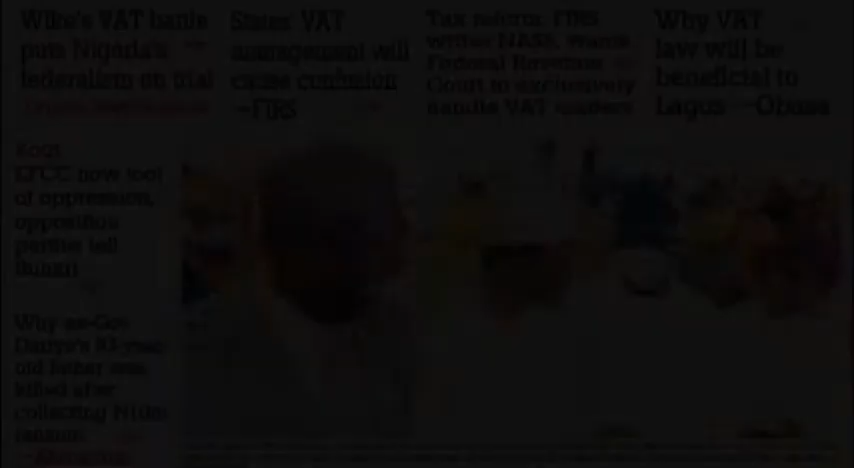 Wike's VAT battle
puts Nigeria's
federalism on trial
States' VAT
management will
cause confusion
—FIRS
Tax reform: FIRS
writes NASS, wants
Federal Revenue
Court to exclusively
handle VAT matters
Why VAT
law will be
beneficial to
Lagos —Obasa
EFCC now tool
of oppression,
opposition
parties tell
Buhari
Why ex-Gov
Dariye's 93-year
old father was
killed after
collecting N10m
ransom